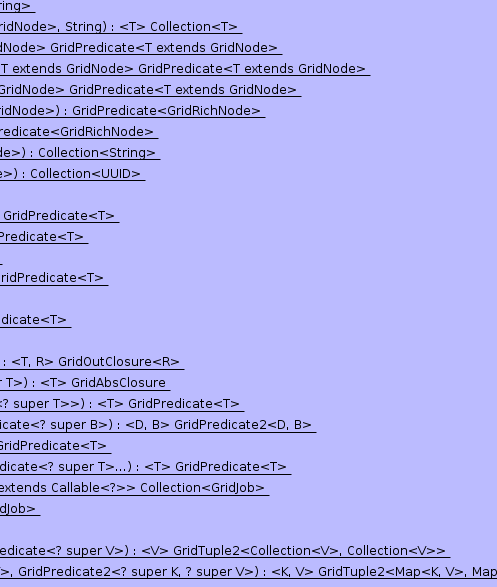 ring>
ridNode>, String) : <T> Collection<T>
dNode> GridPredicate<T extends GridNode>
T extends GridNode> GridPredicate<T extends GridNode>
GridNode> GridPredicate<T extends GridNode>
idNode>) : GridPredicate<GridRichNode>
redicate<GridRichNode>
de>) : Collection<String>
e>) : Collection<UUID>
GridPredicate<T>
Predicate<T>
ridPredicate<T>
dicate<T>
: <T, R> GridOutClosure<R>
r T>) : <T> GridAbsClosure
<? super T>>) : <T> GridPredicate<T>
icate<? super B>) : <D, B> GridPredicate2<D, B>
GridPredicate<T>
dicate<? super T>...) : <T> GridPredicate<T>
extends Callable<?>> Collection<GridJob>
dJob>
edicate<? super V>) : <V> GridTuple2<Collection<V>, Collection<V>>
>, GridPredicate2<? super K, ? super V>) : <K, V> GridTuple2<Map<K, V>, Map